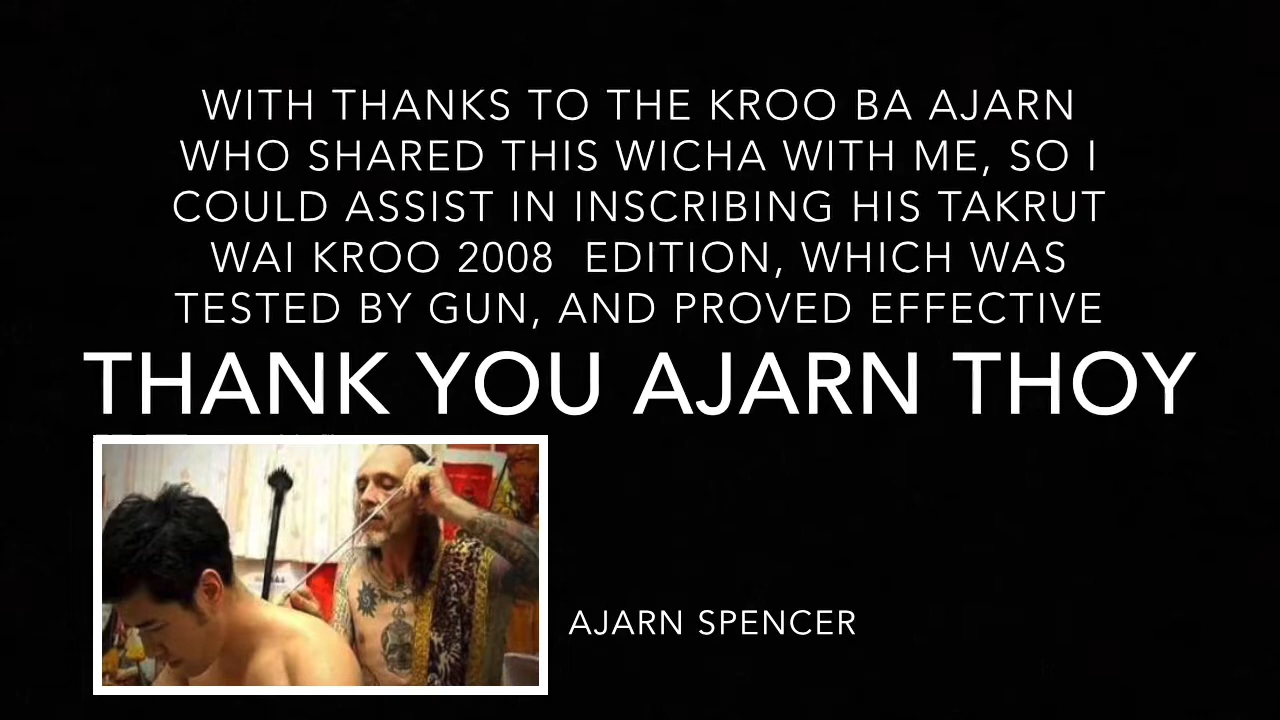 WITH THANKS TO THE KROO BA AJARN
WHO SHARED THIS WICHA WITH ME, SO I
COULD ASSIST IN INSCRIBING HIS TAKRUT
WAI KROO 2008 EDITION, WHICH WAS
TESTED BY GUN, AND PROVED EFFECTIVE
THANK YOU AJARN THOY
AJARN SPENCER